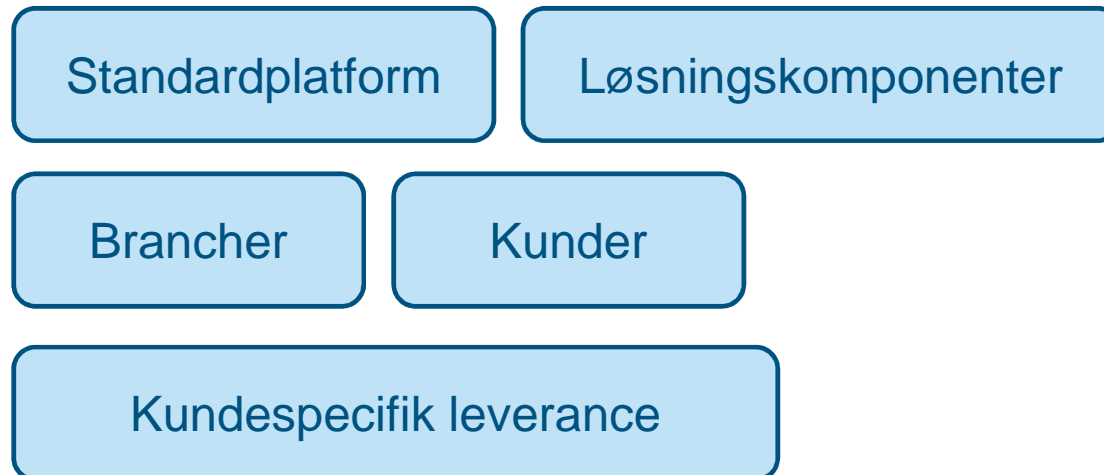 Standardplatform
Løsningskomponenter
Brancher
Kunder
Kundespecifik leverance